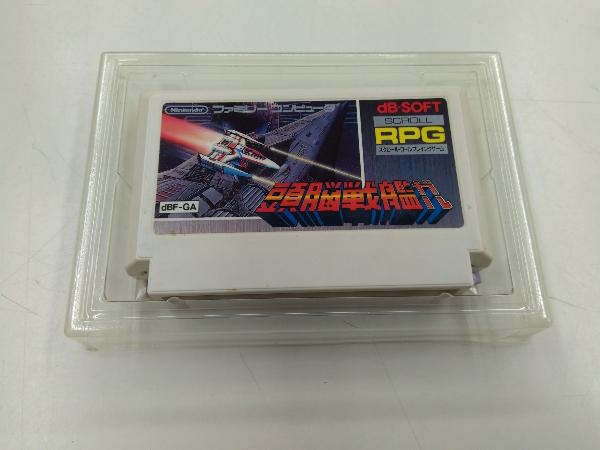 Nintendo ファミリーコンピュータ
dB-SOFT
SCROLL
RPG
スクロール・ロールプレイングゲーム
頭脳戦艦ガル
dBF-GA